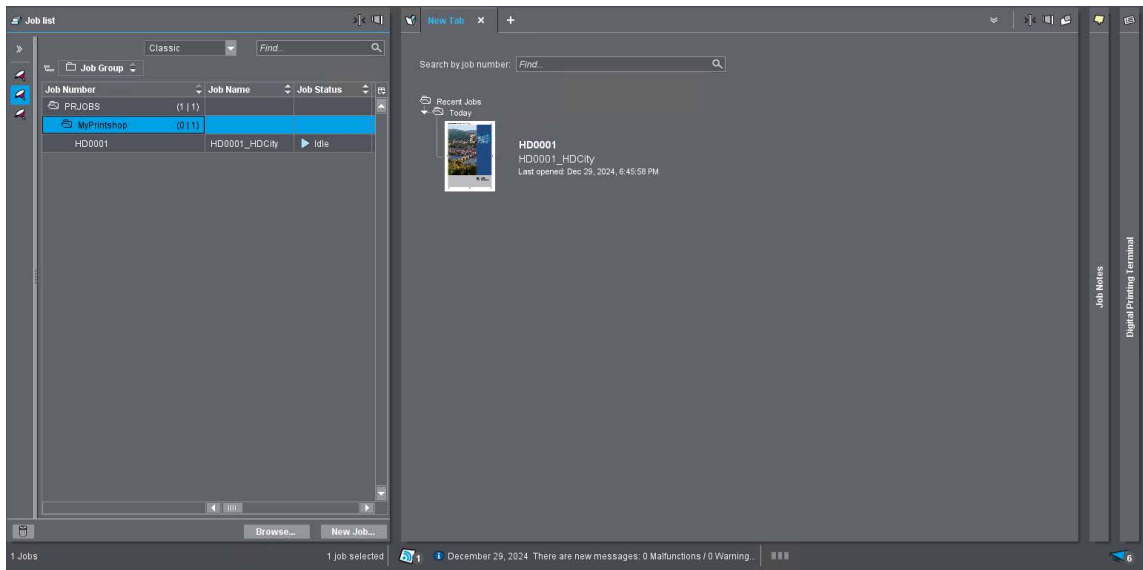 Job list
Classic
Find...
Job Group
Job Number Job Name Job Status
PRJOBS (1 | 1)
MyPrintshop (0 | 1)
HD0001 HD0001_HDCity Idle
Browse... New Job...
1 Jobs 1 job selected
New Tab
Search by job number: Find...
Recent Jobs
Today
HD0001
HD0001_HDCity
Last opened: Dec 29, 2024, 6:45:58 PM
1 December 29, 2024 There are new messages: 0 Malfunctions / 0 Warning...
Job Notes
Digital Printing Terminal
6